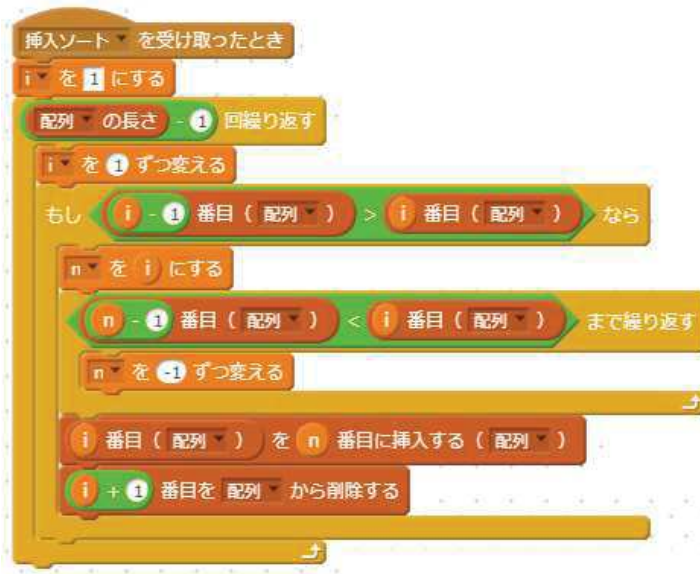 挿入ソート を受け取ったとき
i を 1 にする
配列 の長さ - 1 回繰り返す
i を 1 ずつ変える
もし i - 1 番目 ( 配列 ) > i 番目 ( 配列 ) なら
n を i にする
n - 1 番目 ( 配列 ) < i 番目 ( 配列 ) まで繰り返す
n を -1 ずつ変える
i 番目 ( 配列 ) を n 番目に挿入する ( 配列 )
i + 1 番目を 配列 から削除する